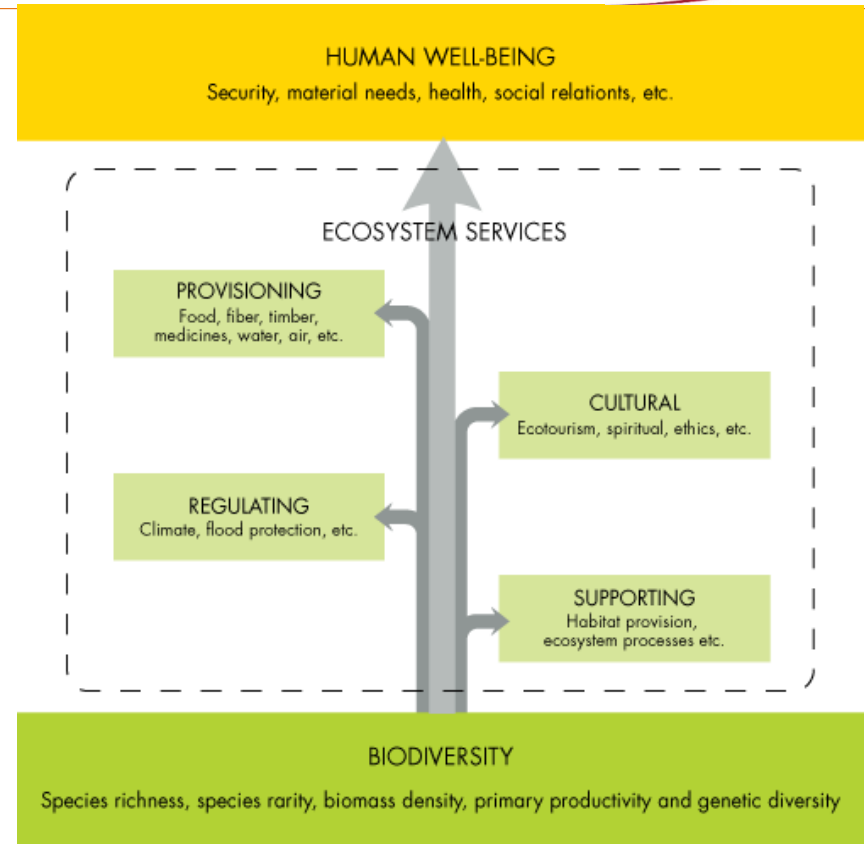 HUMAN WELL-BEING
Security, material needs, health, social relationts, etc.
ECOSYSTEM SERVICES
PROVISIONING
Food, fiber, timber,
medicines, water, air, etc.
CULTURAL
Ecotourism, spiritual, ethics, etc.
REGULATING
Climate, flood protection, etc.
SUPPORTING
Habitat provision,
ecosystem processes etc.
BIODIVERSITY
Species richness, species rarity, biomass density, primary productivity and genetic diversity